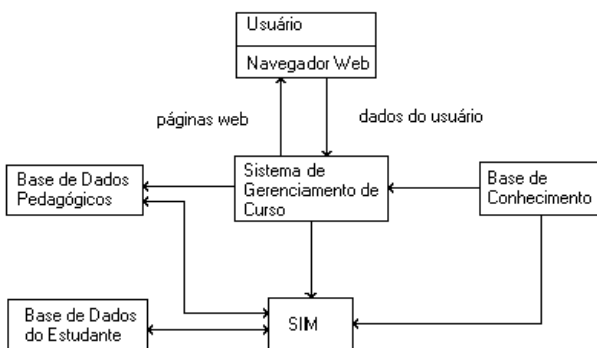 Usuário
Navegador Web
páginas web
dados do usuário
Base de Dados
Pedagógicos
Sistema de
Gerenciamento de
Curso
Base de
Conhecimento
Base de Dados
do Estudante
SIM